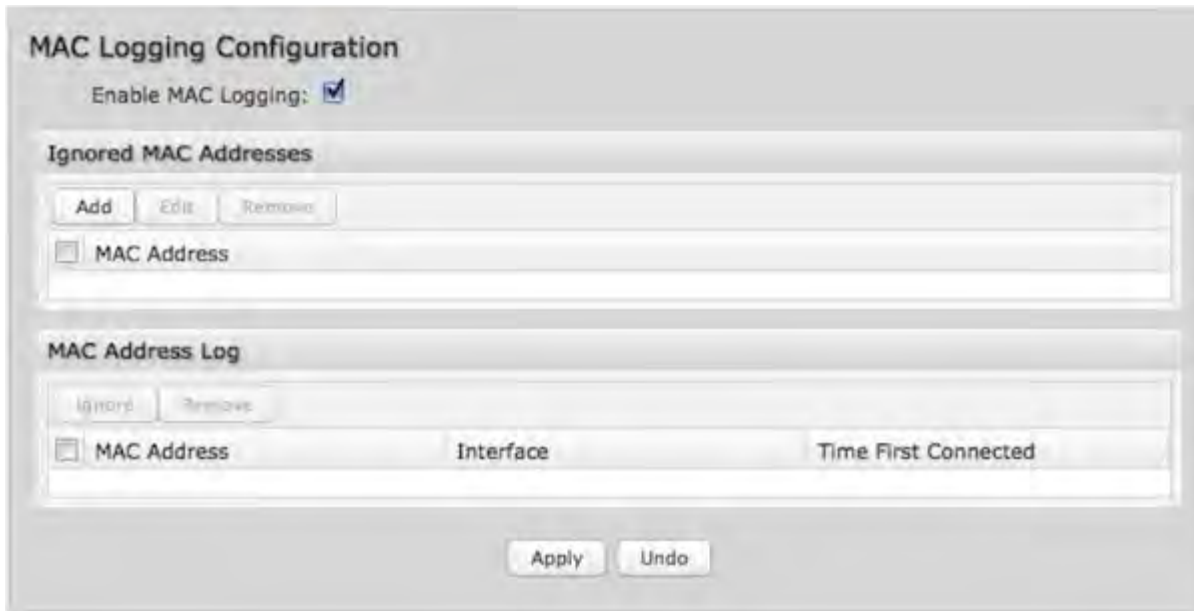 MAC Logging Configuration
Enable MAC Logging:
Ignored MAC Addresses
Add Edit Remove
MAC Address
MAC Address Log
Ignore Remove
MAC Address Interface Time First Connected
Apply Undo